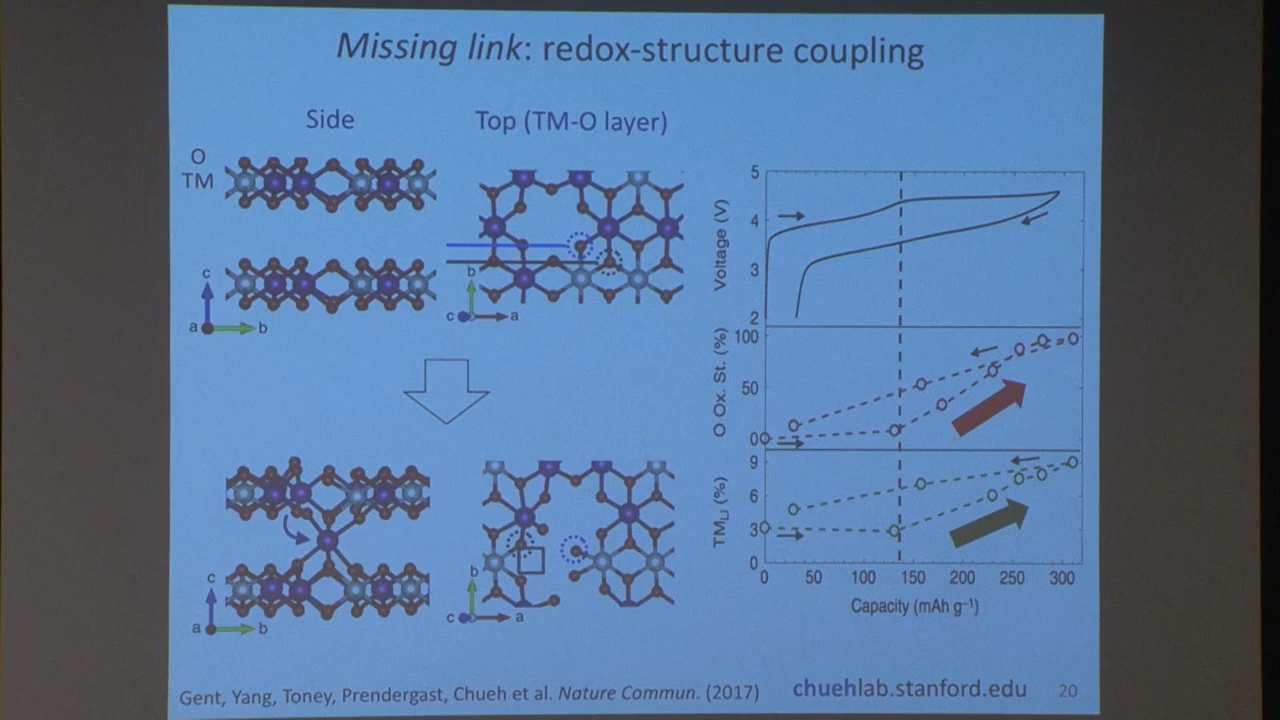 Missing link: redox-structure coupling
Side
Top (TM-O layer)
O
TM
c
a
b
b
c
a
5
4
3
2
Voltage (V)
100
50
0
O Ox. St. (%)
9
6
3
0
TMLi (%)
0 50 100 150 200 250 300
Capacity (mAh g⁻¹)
c
a
b
b
c
a
Gent, Yang, Toney, Prendergast, Chueh et al. Nature Commun. (2017)
chuehlab.stanford.edu
20